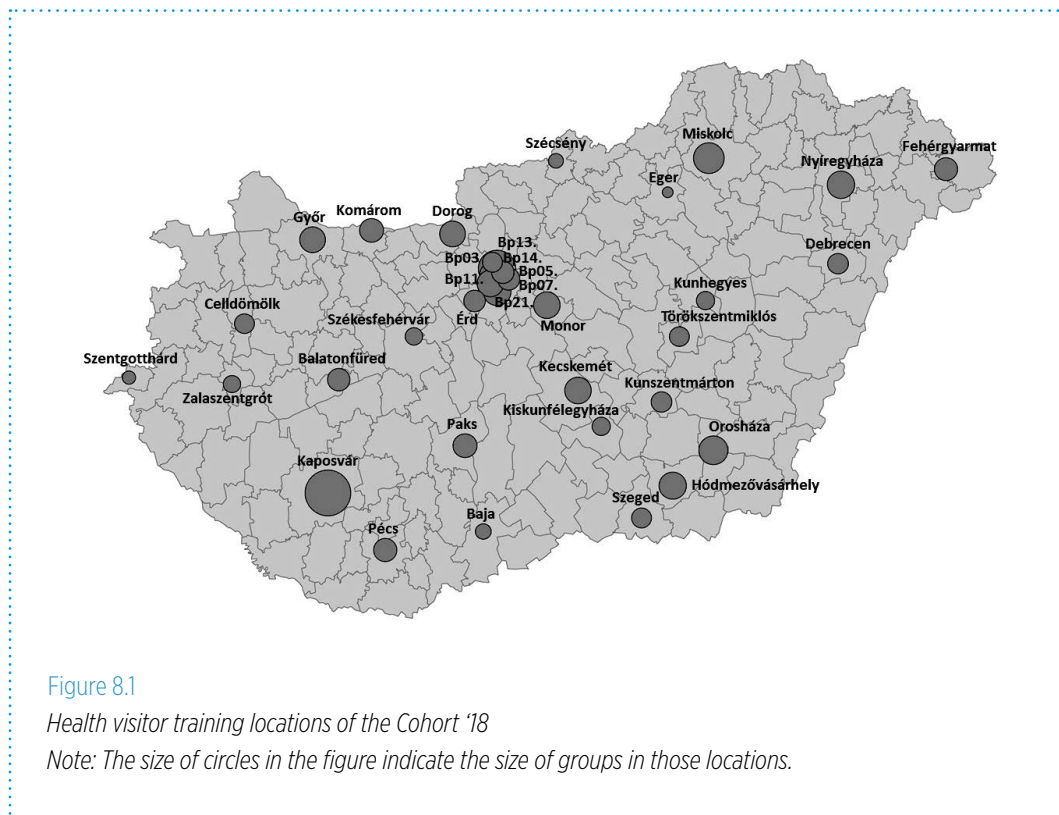 Szécsény
Miskolc
Fehérgyarmat
Nyíregyháza
Eger
Győr
Komárom
Dorog
Bp13.
Debrecen
Bp03.
Bp14.
Bp05.
Bp11.
Bp07.
Bp21.
Kunhegyes
Celldömölk
Székesfehérvár
Érd
Monor
Törökszentmiklós
Szentgotthárd
Balatonfüred
Kecskemét
Kunszentmárton
Zalaszentgrót
Kiskunfélegyháza
Paks
Orosháza
Kaposvár
Hódmezővásárhely
Szeged
Baja
Pécs
Figure 8.1
Health visitor training locations of the Cohort ‘18
Note: The size of circles in the figure indicate the size of groups in those locations.